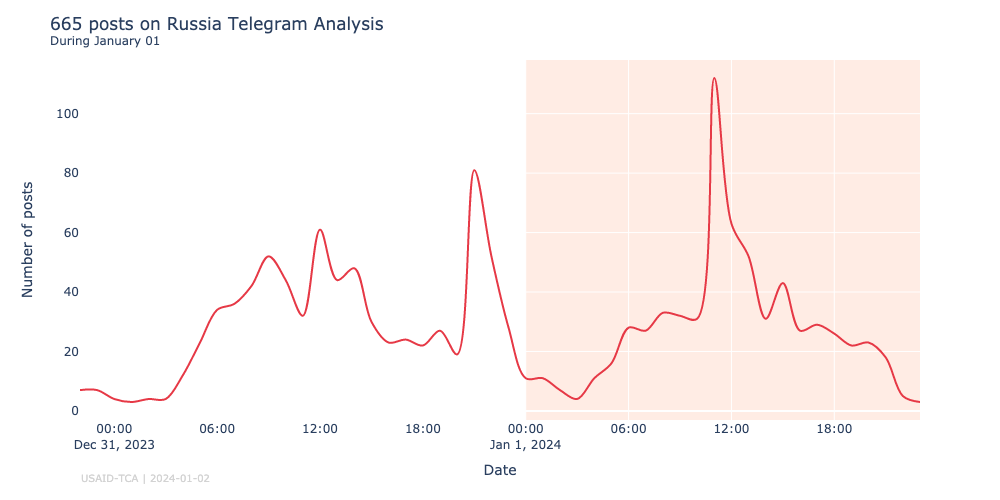 665 posts on Russia Telegram Analysis
During January 01
Number of posts
100
80
60
40
20
0
00:00 06:00 12:00 18:00 00:00 06:00 12:00 18:00
Dec 31, 2023 Jan 1, 2024
Date
USAID-TCA | 2024-01-02